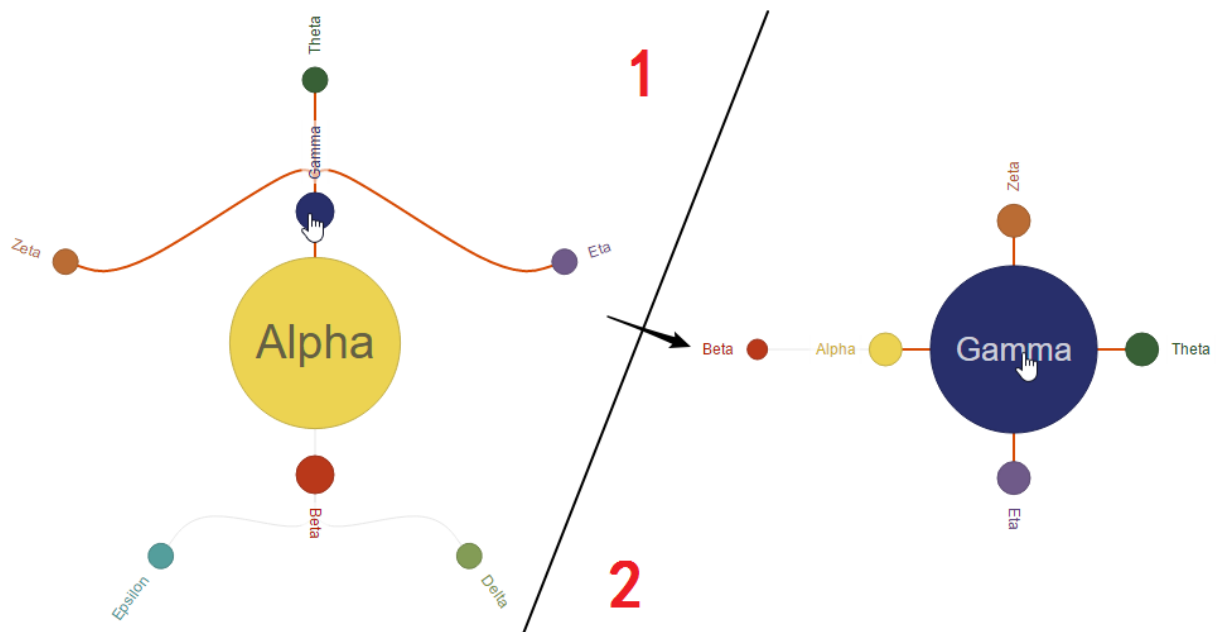 Theta
1
Gamma
Zeta
Eta
Alpha
Beta
Epsilon
Delta
2
Zeta
Beta
Alpha
Gamma
Theta
Eta